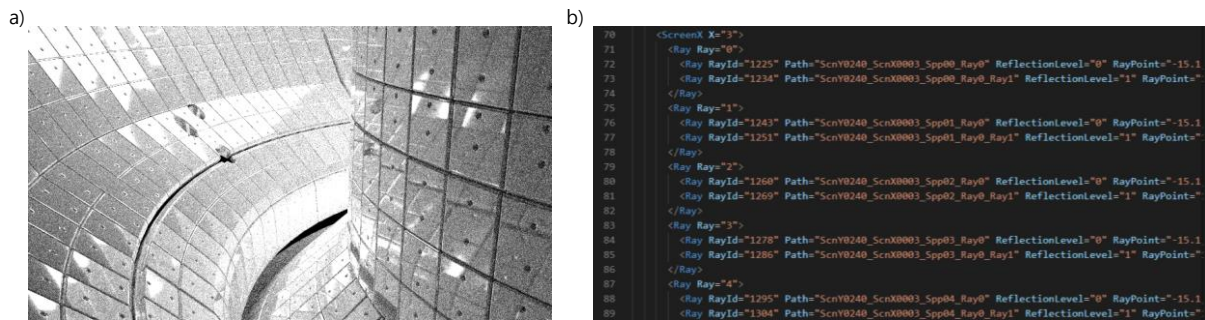 a)
b)
70 <ScreenX X="3">
71 <Ray Ray="0">
72 <Ray RayId="1225" Path="ScnY0240_ScnX0003_Spp00_Ray0" ReflectionLevel="0" RayPoint="-15.1
73 <Ray RayId="1234" Path="ScnY0240_ScnX0003_Spp00_Ray0_Ray1" ReflectionLevel="1" RayPoint="
74 </Ray>
75 <Ray Ray="1">
76 <Ray RayId="1243" Path="ScnY0240_ScnX0003_Spp01_Ray0" ReflectionLevel="0" RayPoint="-15.1
77 <Ray RayId="1251" Path="ScnY0240_ScnX0003_Spp01_Ray0_Ray1" ReflectionLevel="1" RayPoint="
78 </Ray>
79 <Ray Ray="2">
80 <Ray RayId="1260" Path="ScnY0240_ScnX0003_Spp02_Ray0" ReflectionLevel="0" RayPoint="-15.1
81 <Ray RayId="1269" Path="ScnY0240_ScnX0003_Spp02_Ray0_Ray1" ReflectionLevel="1" RayPoint="
82 </Ray>
83 <Ray Ray="3">
84 <Ray RayId="1278" Path="ScnY0240_ScnX0003_Spp03_Ray0" ReflectionLevel="0" RayPoint="-15.1
85 <Ray RayId="1286" Path="ScnY0240_ScnX0003_Spp03_Ray0_Ray1" ReflectionLevel="1" RayPoint="
86 </Ray>
87 <Ray Ray="4">
88 <Ray RayId="1295" Path="ScnY0240_ScnX0003_Spp04_Ray0" ReflectionLevel="0" RayPoint="-15.1
89 <Ray RayId="1304" Path="ScnY0240_ScnX0003_Spp04_Ray0_Ray1" ReflectionLevel="1" RayPoint="